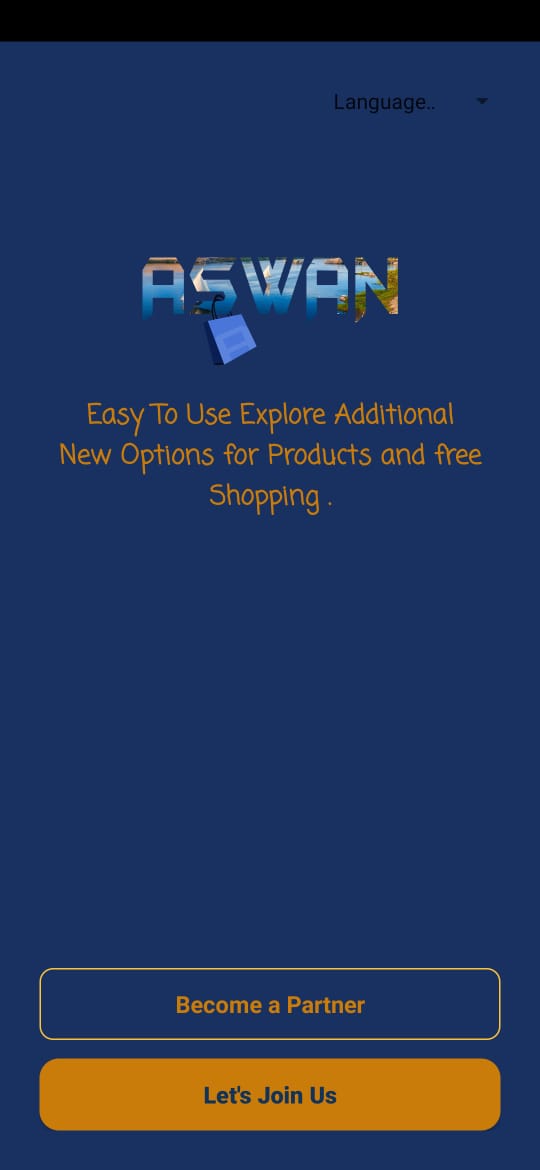 Language..
ASWAN
Easy To Use Explore Additional
New Options for Products and free
Shopping .
Become a Partner
Let's Join Us